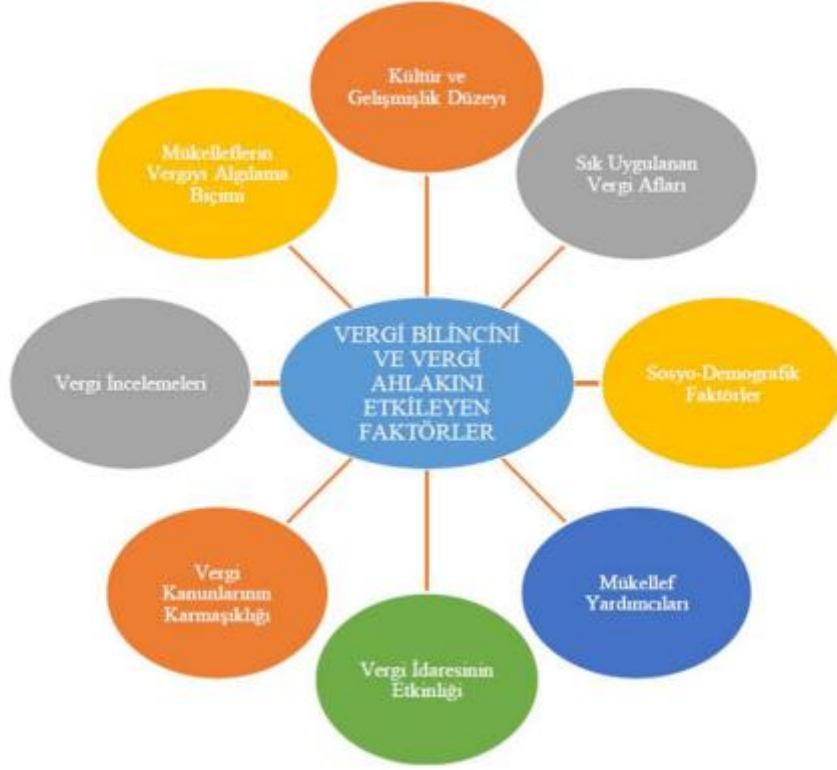 Kültür ve
Gelişmişlik Düzeyi
Sık Uygulanan
Vergi Afları
Sosyo-Demografik
Faktörler
Mükellef
Yardımcıları
Vergi İdaresinin
Etkinliği
Vergi
Kanunlarının
Karmaşıklığı
Vergi İncelemeleri
Mükelleflerin
Vergiyi Algılama
Biçimi
VERGİ BİLİNCİNİ
VE VERGİ
AHLAKINI
ETKİLEYEN
FAKTÖRLER